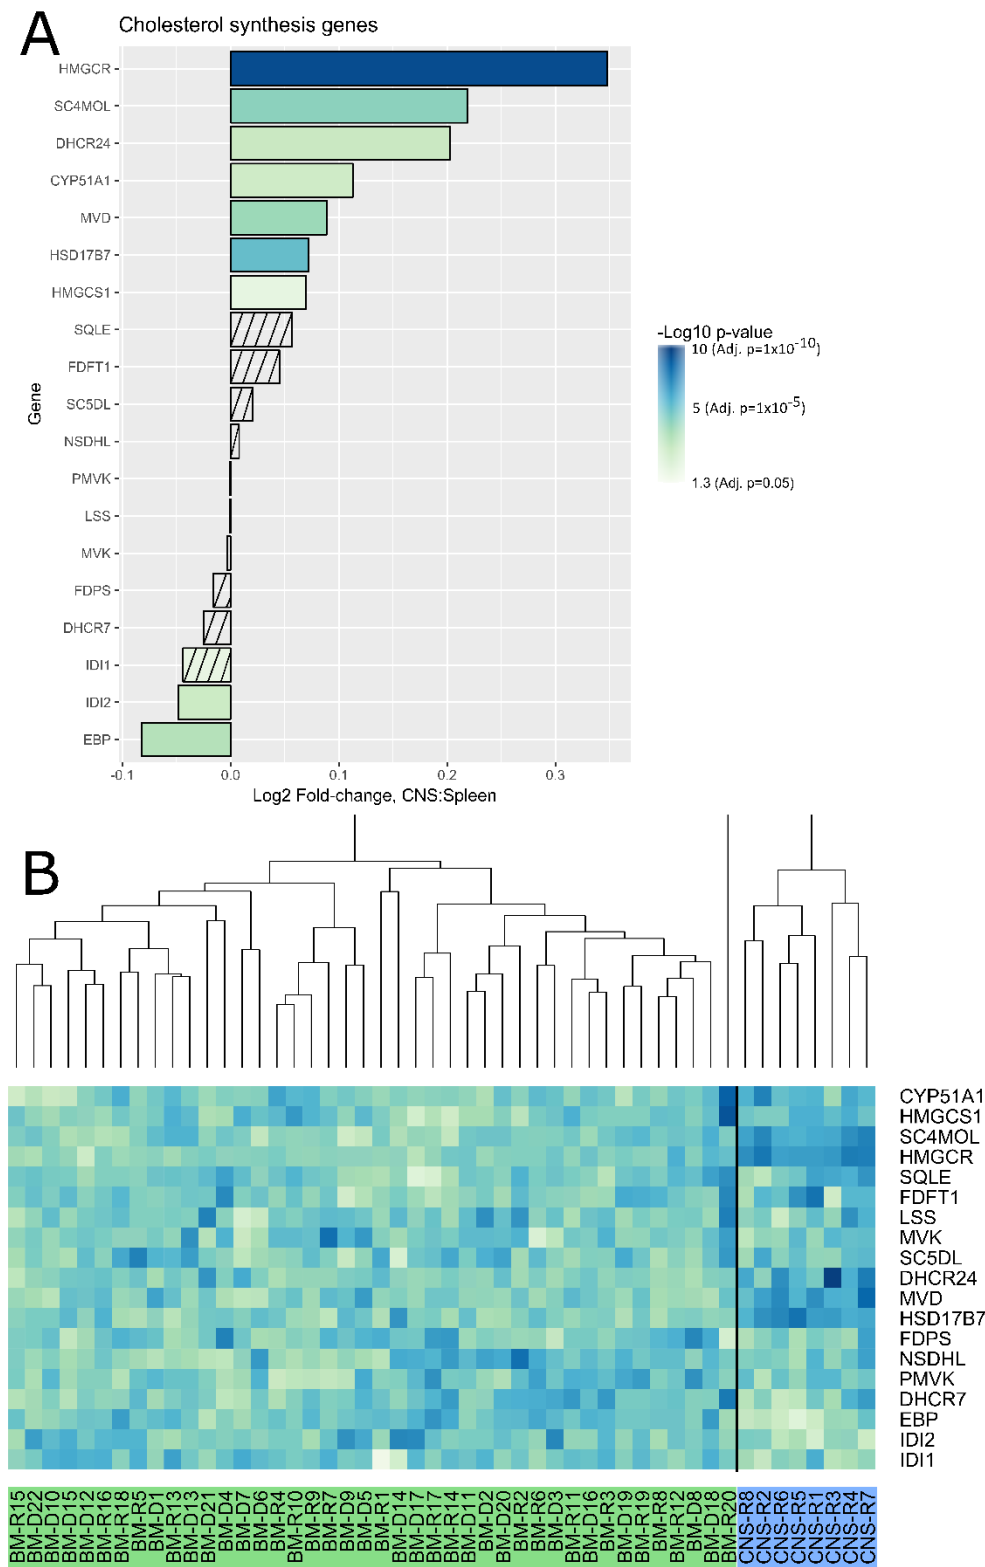 A
Cholesterol synthesis genes
HMGCR
SC4MOL
DHCR24
CYP51A1
MVD
HSD17B7
HMGCS1
SQLE
FDFT1
SC5DL
NSDHL
PMVK
LSS
MVK
FDPS
DHCR7
IDI1
IDI2
EBP
Gene
-0.1 0.0 0.1 0.2 0.3
Log2 Fold-change, CNS:Spleen
-Log10 p-value
10 (Adj. p=1x10-10)
5 (Adj. p=1x10-5)
1.3 (Adj. p=0.05)
B
CYP51A1
HMGCS1
SC4MOL
HMGCR
SQLE
FDFT1
LSS
MVK
SC5DL
DHCR24
MVD
HSD17B7
FDPS
NSDHL
PMVK
DHCR7
EBP
IDI2
IDI1
BM-R15
BM-D22
BM-D10
BM-D15
BM-D12
BM-R16
BM-R18
BM-R5
BM-D1
BM-R13
BM-D13
BM-D21
BM-D4
BM-D7
BM-D6
BM-R4
BM-R10
BM-R9
BM-R7
BM-D9
BM-D5
BM-R1
BM-D14
BM-D17
BM-R17
BM-R14
BM-D11
BM-D2
BM-D20
BM-R2
BM-R6
BM-D3
BM-R11
BM-D16
BM-R3
BM-D19
BM-R19
BM-R8
BM-R12
BM-D8
BM-D18
BM-R20
CNS-R8
CNS-R2
CNS-R6
CNS-R5
CNS-R1
CNS-R3
CNS-R4
CNS-R7